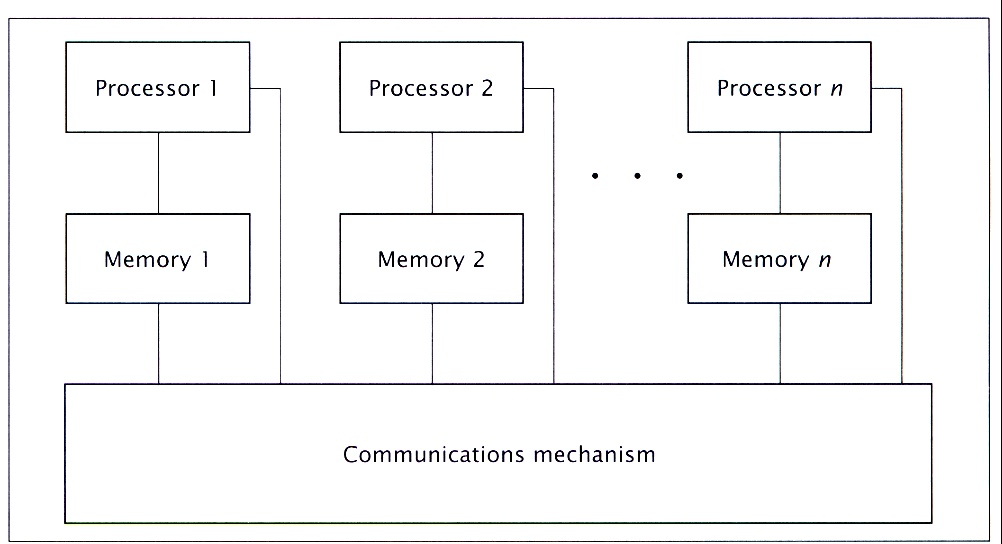 Processor 1
Processor 2
Processor n
. . .
Memory 1
Memory 2
Memory n
Communications mechanism